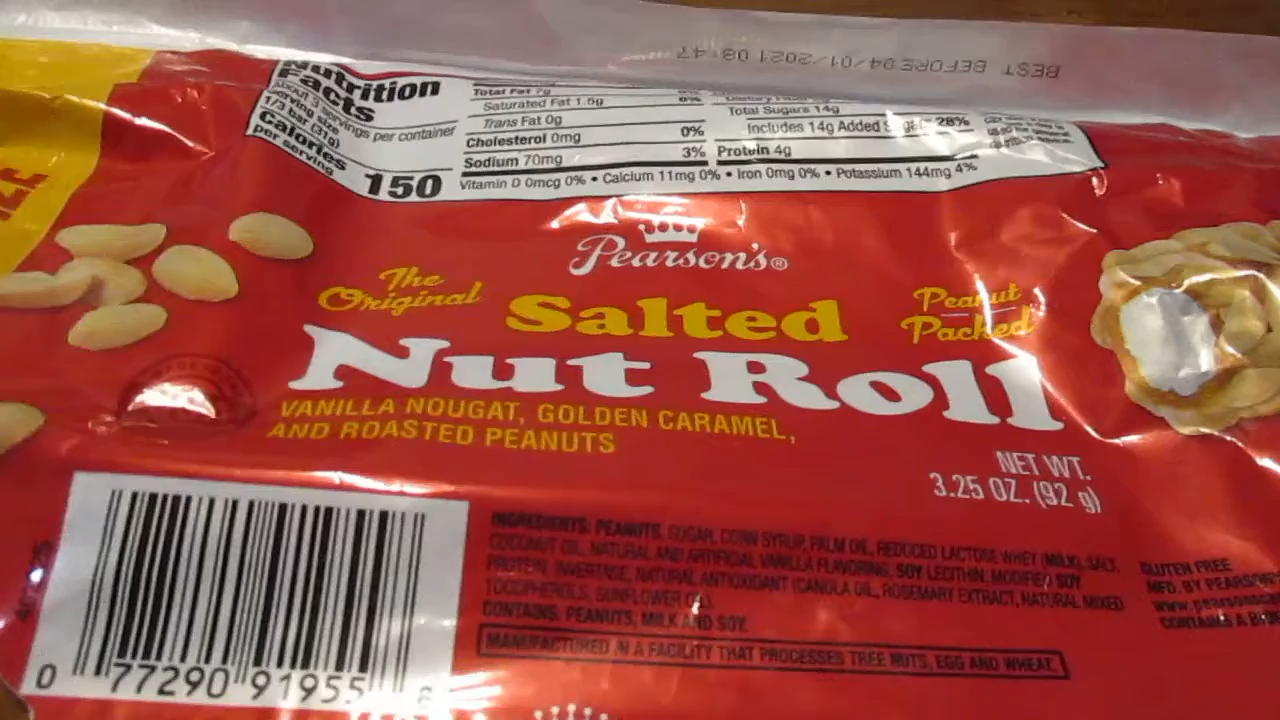 BEST BEFORE 04/01/2021 08:47
Nutrition
Facts
About 3 servings per container
serving size
1/3 bar (31g)
Calories
per serving
150
Total Fat 7g
Saturated Fat 1.5g
Trans Fat 0g
Cholesterol 0mg 0%
Sodium 70mg 3%
Total Sugars 14g
Includes 14g Added Sugars 28%
Protein 4g
Vitamin D 0mcg 0% • Calcium 11mg 0% • Iron 0mg 0% • Potassium 144mg 4%
Pearson's®
The
Original
Salted
Peanut
Packed
Nut Roll
VANILLA NOUGAT, GOLDEN CARAMEL,
AND ROASTED PEANUTS
NET WT.
3.25 OZ. (92 g)
INGREDIENTS: PEANUTS, SUGAR, CORN SYRUP, PALM OIL, REDUCED LACTOSE WHEY (MILK), SALT,
COCONUT OIL, NATURAL AND ARTIFICIAL VANILLA FLAVORING, SOY LECITHIN, MODIFIED SOY
PROTEIN, INVERTASE, NATURAL ANTIOXIDANT (CANOLA OIL, ROSEMARY EXTRACT, NATURAL MIXED
TOCOPHEROLS, SUNFLOWER OIL).
CONTAINS: PEANUTS, MILK AND SOY.
MANUFACTURED IN A FACILITY THAT PROCESSES TREE NUTS, EGG AND WHEAT.
GLUTEN FREE
MFD. BY PEARSON'S
CONTAINS A
0 77290 91955 8